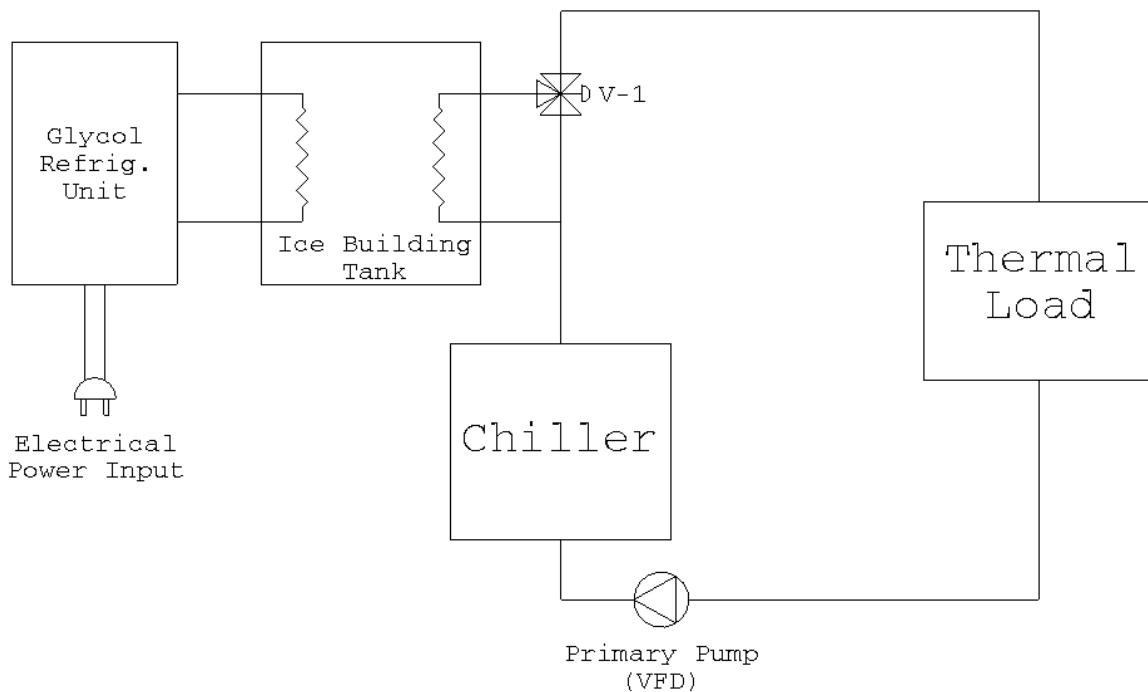 Glycol
Refrig.
Unit
Ice Building
Tank
V-1
Thermal
Load
Chiller
Electrical
Power Input
Primary Pump
(VFD)